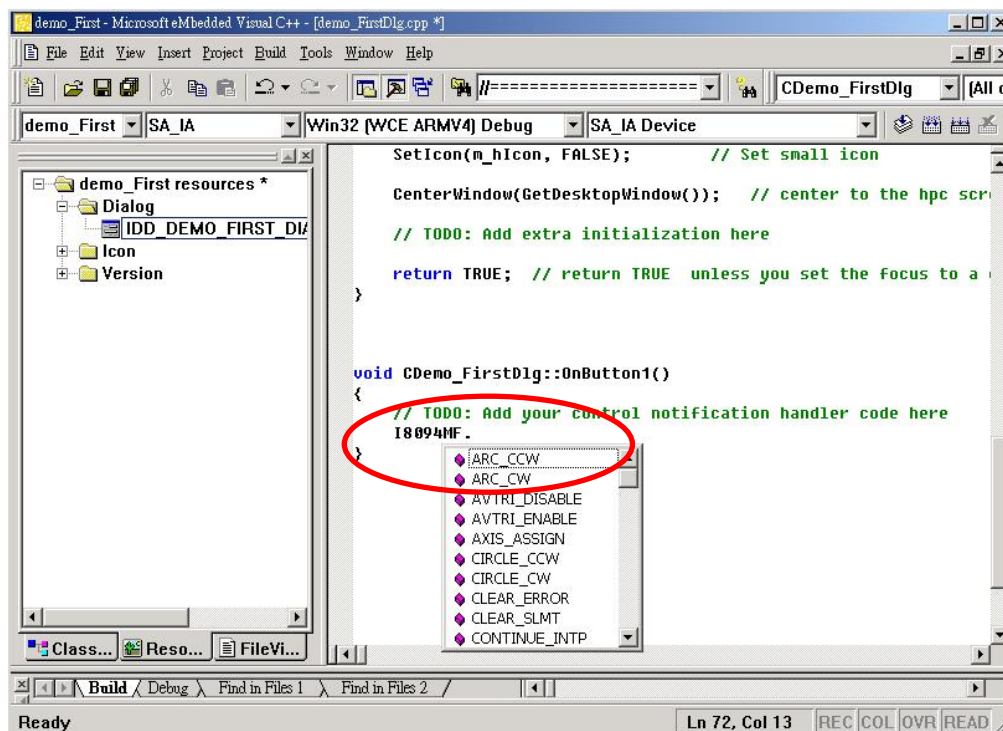 demo_First - Microsoft eMbedded Visual C++ - [demo_FirstDlg.cpp *]
File Edit View Insert Project Build Tools Window Help
//=====================
CDemo_FirstDlg
[All
demo_First
SA_IA
Win32 (WCE ARMV4) Debug
SA_IA Device
demo_First resources *
Dialog
IDD_DEMO_FIRST_DIA
Icon
Version
SetIcon(m_hIcon, FALSE); // Set small icon
CenterWindow(GetDesktopWindow()); // center to the hpc scr
// TODO: Add extra initialization here
return TRUE; // return TRUE unless you set the focus to a
}
void CDemo_FirstDlg::OnButton1()
{
// TODO: Add your control notification handler code here
I8094MF.
}
ARC_CCW
ARC_CW
AVTRI_DISABLE
AVTRI_ENABLE
AXIS_ASSIGN
CIRCLE_CCW
CIRCLE_CW
CLEAR_ERROR
CLEAR_SLMT
CONTINUE_INTP
Class... Reso... FileVi...
Build Debug Find in Files 1 Find in Files 2
Ready
Ln 72, Col 13 REC COL OVR READ